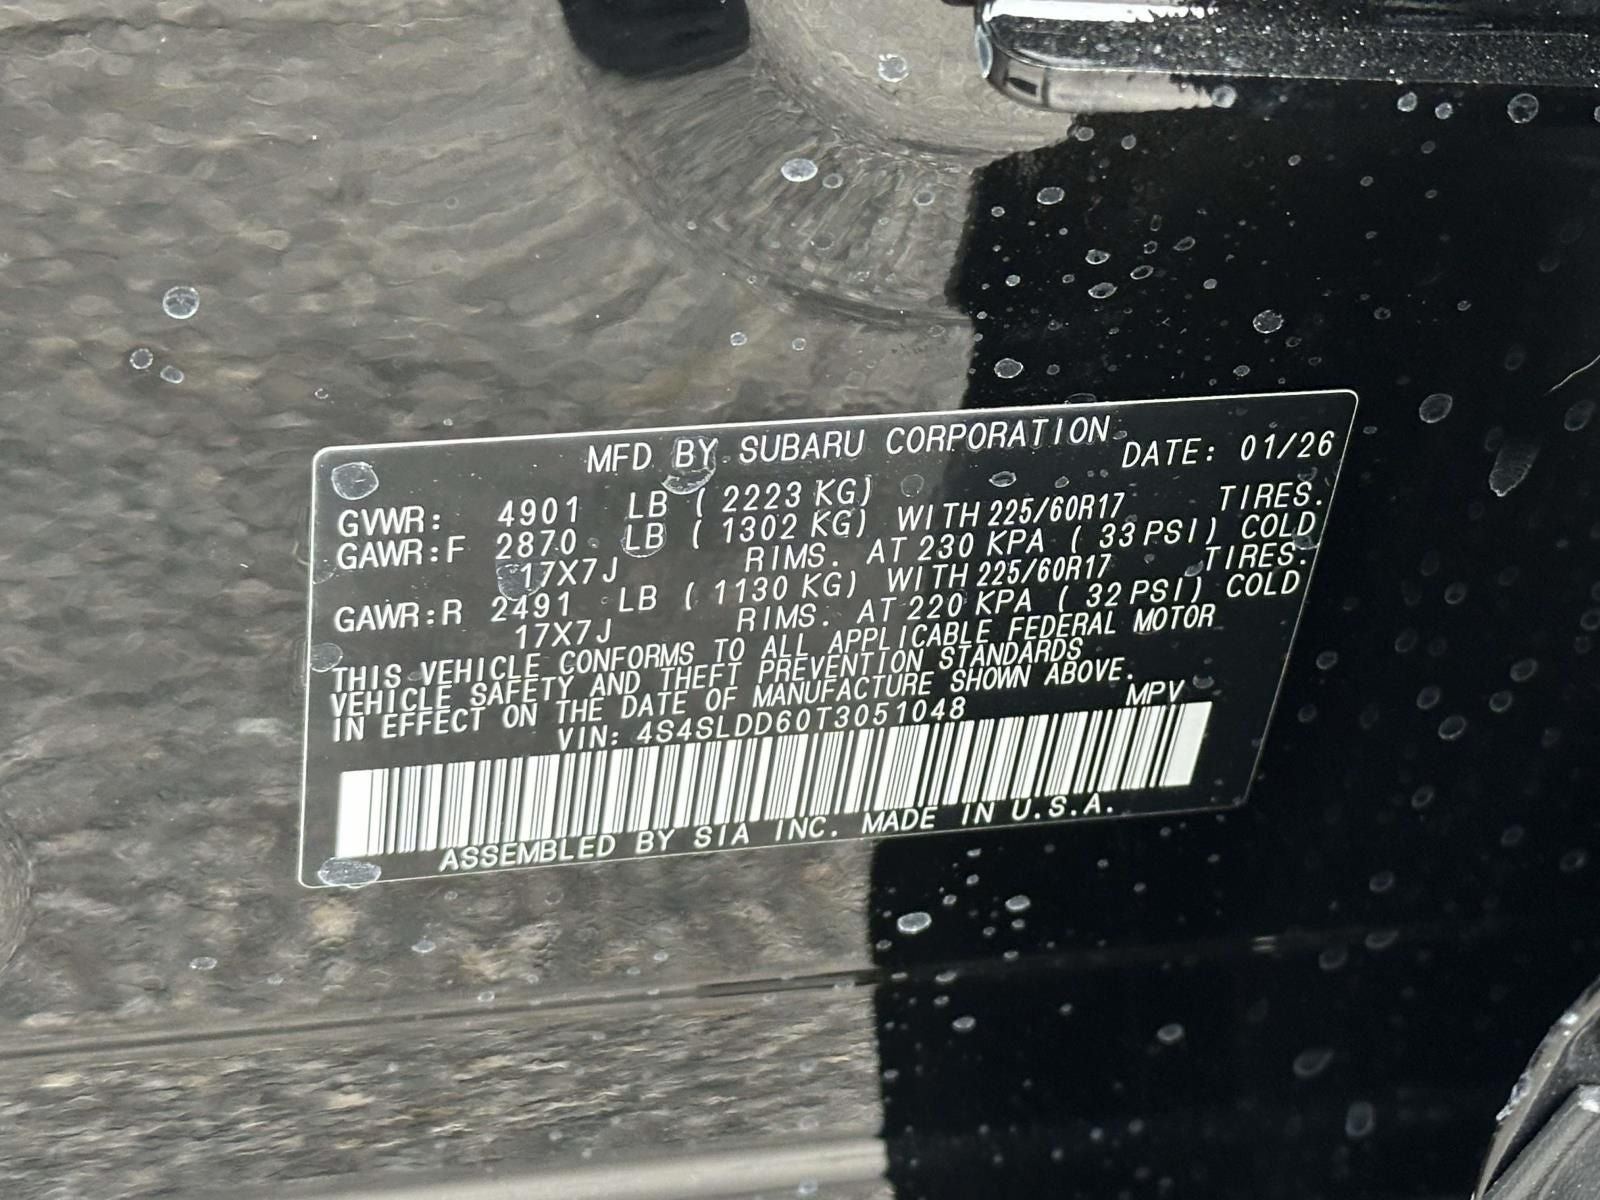 MFD BY SUBARU CORPORATION DATE: 01/26
GVWR: 4901 LB ( 2223 KG)
GAWR:F 2870 LB ( 1302 KG) WITH 225/60R17 TIRES.
17X7J RIMS. AT 230 KPA ( 33 PSI) COLD
GAWR:R 2491 LB ( 1130 KG) WITH 225/60R17 TIRES.
17X7J RIMS. AT 220 KPA ( 32 PSI) COLD
THIS VEHICLE CONFORMS TO ALL APPLICABLE FEDERAL MOTOR
VEHICLE SAFETY AND THEFT PREVENTION STANDARDS
IN EFFECT ON THE DATE OF MANUFACTURE SHOWN ABOVE.
VIN: 4S4SLDD60T3051048 MPV
ASSEMBLED BY SIA INC. MADE IN U.S.A.